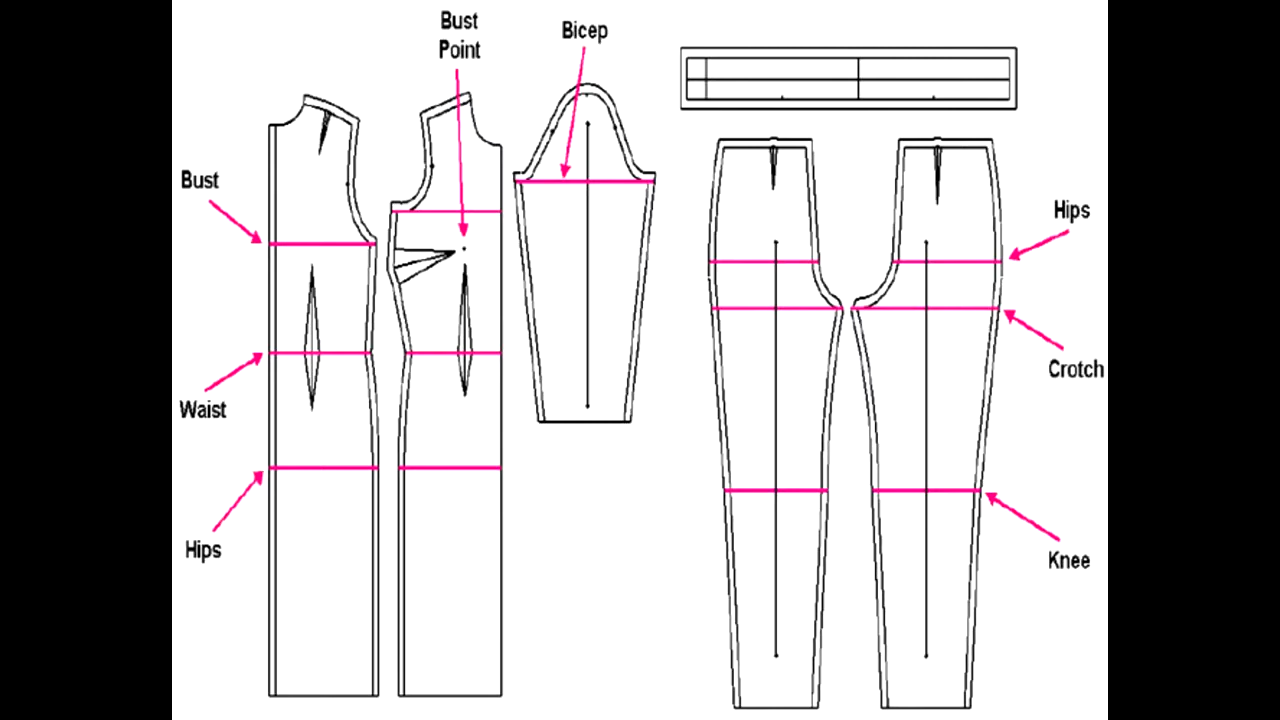 Bust
Point
Bicep
Bust
Hips
Crotch
Waist
Hips
Knee